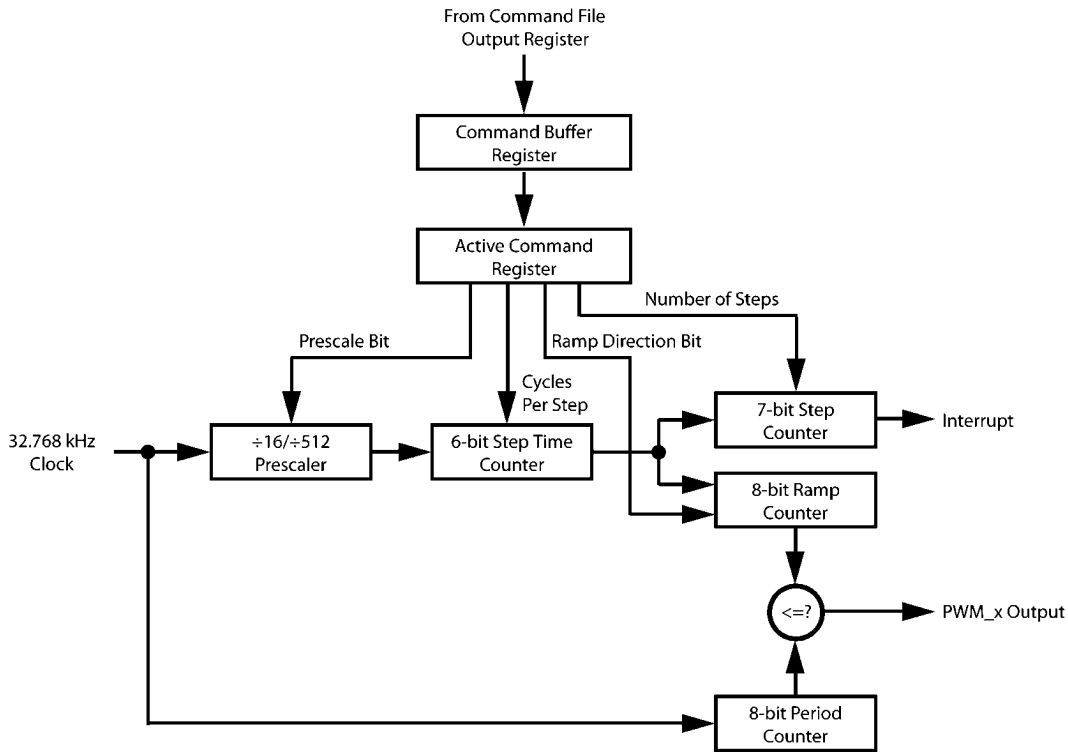 From Command File
Output Register
Command Buffer
Register
Active Command
Register
Number of Steps
Prescale Bit
Ramp Direction Bit
Cycles
Per Step
32.768 kHz
Clock
÷16/÷512
Prescaler
6-bit Step Time
Counter
7-bit Step
Counter
Interrupt
8-bit Ramp
Counter
<=?
PWM_x Output
8-bit Period
Counter